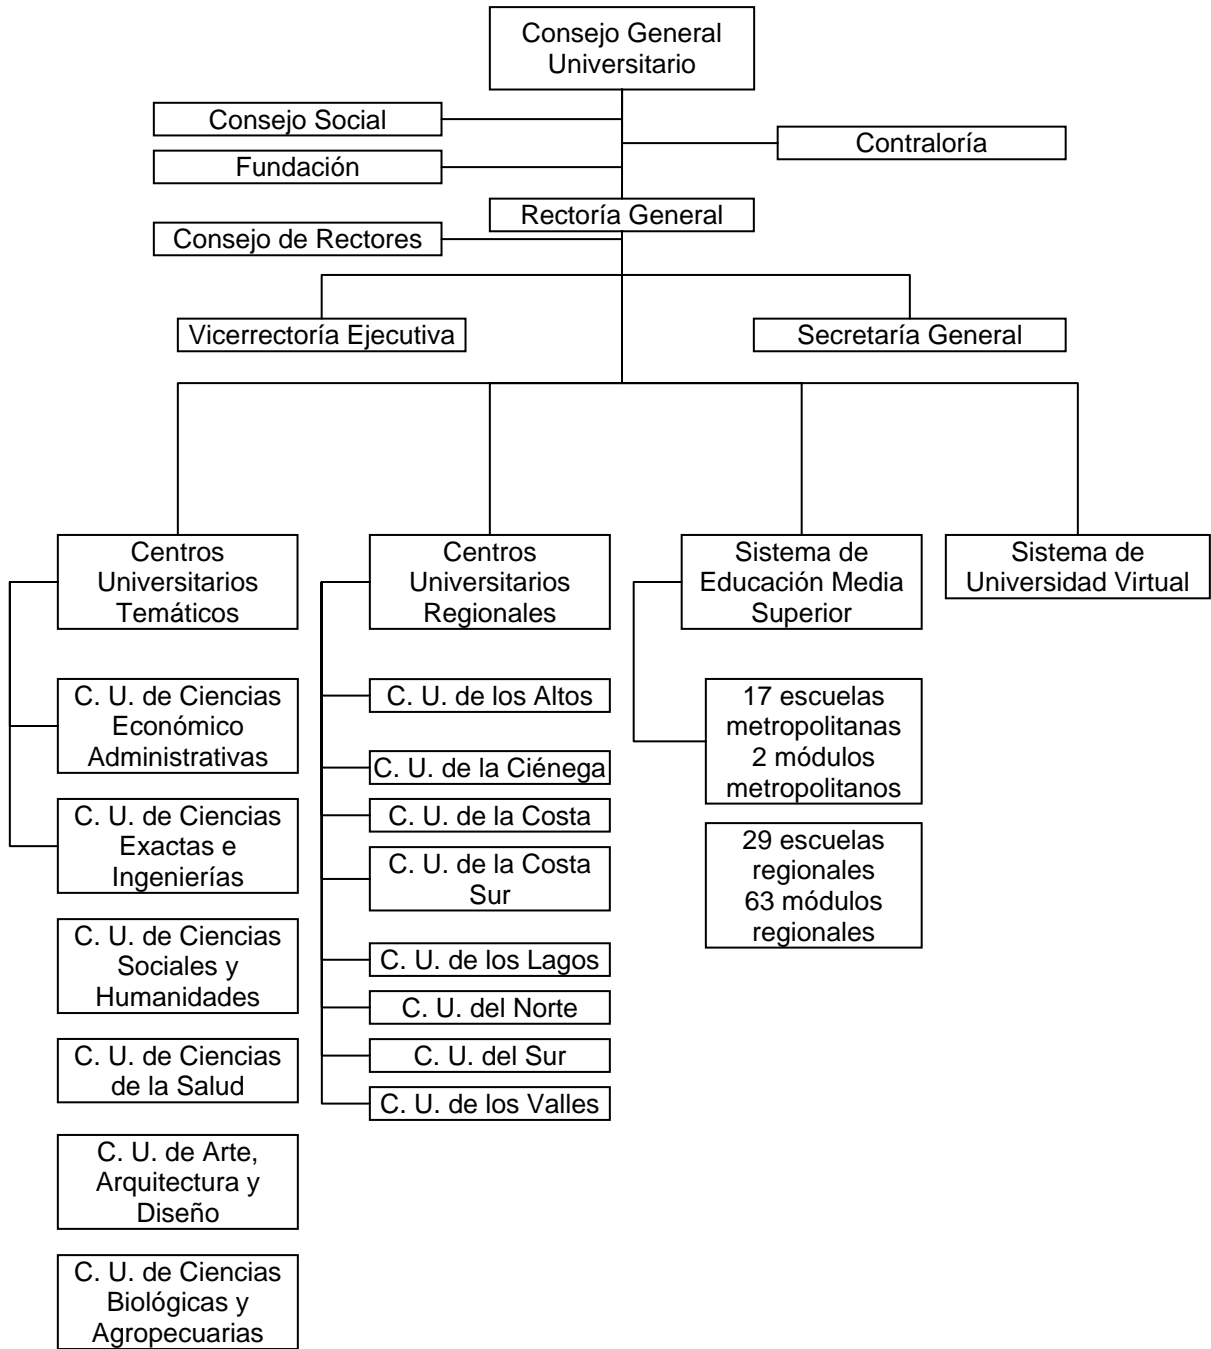 Consejo General
Universitario
Consejo Social
Contraloría
Fundación
Rectoría General
Consejo de Rectores
Vicerrectoría Ejecutiva
Secretaría General
Centros
Universitarios
Temáticos
Centros
Universitarios
Regionales
Sistema de
Educación Media
Superior
Sistema de
Universidad Virtual
C. U. de Ciencias
Económico
Administrativas
C. U. de Ciencias
Exactas e
Ingenierías
C. U. de Ciencias
Sociales y
Humanidades
C. U. de Ciencias
de la Salud
C. U. de Arte,
Arquitectura y
Diseño
C. U. de Ciencias
Biológicas y
Agropecuarias
C. U. de los Altos
C. U. de la Ciénega
C. U. de la Costa
C. U. de la Costa
Sur
C. U. de los Lagos
C. U. del Norte
C. U. del Sur
C. U. de los Valles
17 escuelas
metropolitanas
2 módulos
metropolitanos
29 escuelas
regionales
63 módulos
regionales